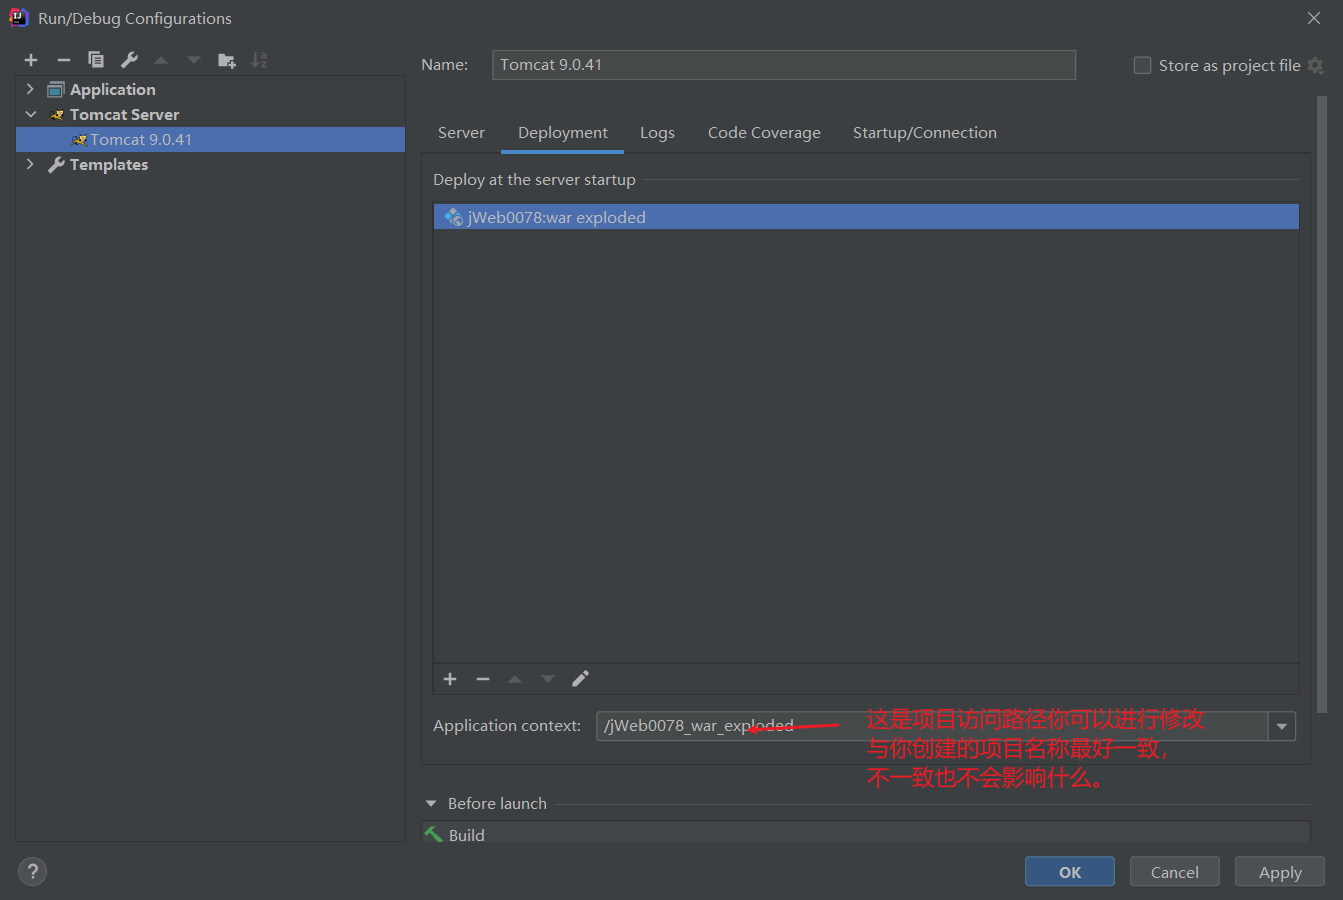 Run/Debug Configurations
Name:
Tomcat 9.0.41
Store as project file
Application
Tomcat Server
Tomcat 9.0.41
Templates
Server
Deployment
Logs
Code Coverage
Startup/Connection
Deploy at the server startup
jWeb0078:war exploded
Application context:
/jWeb0078_war_exploded
这是项目访问路径你可以进行修改
与你创建的项目名称最好一致，
不一致也不会影响什么。
Before launch
Build
?
OK
Cancel
Apply